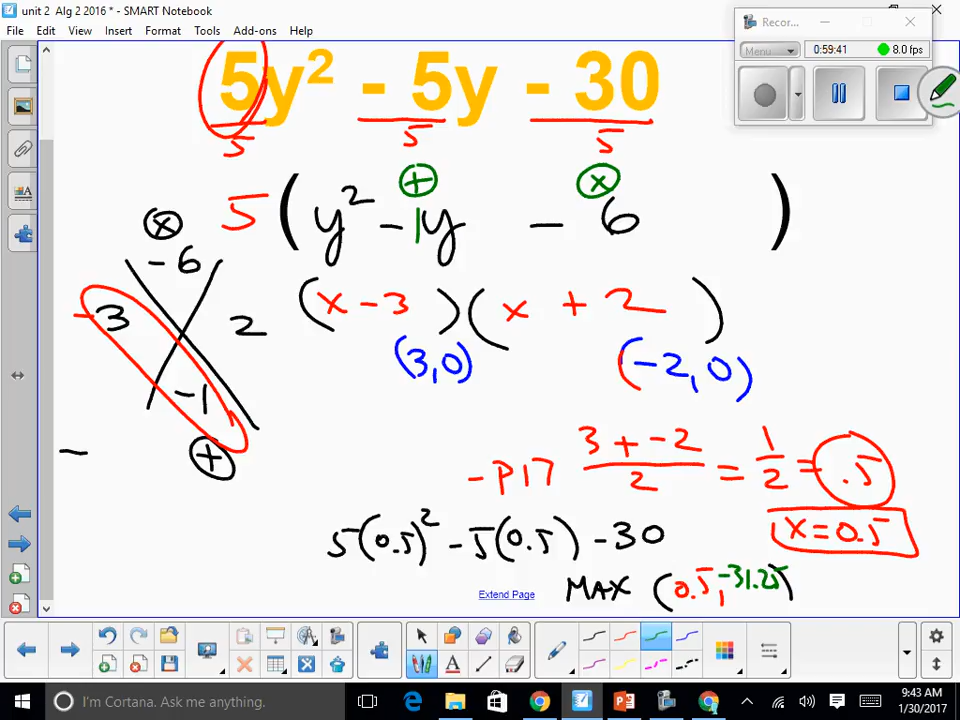 unit 2 Alg 2 2016 * - SMART Notebook
File Edit View Insert Format Tools Add-ons Help
Recor...
Menu
0:59:41 8.0 fps
5y² - 5y - 30
5 5 5
+ ×
5 ( y² - 1y - 6 )
×
-6
-3 2
-1
- +
(x - 3)(x + 2)
(3,0) (-2,0)
-P17 3 + -2 / 2 = 1/2 = .5
x = 0.5
5(0.5)² - 5(0.5) - 30
MAX (0.5, -31.25)
Extend Page
I'm Cortana. Ask me anything.
9:43 AM
1/30/2017